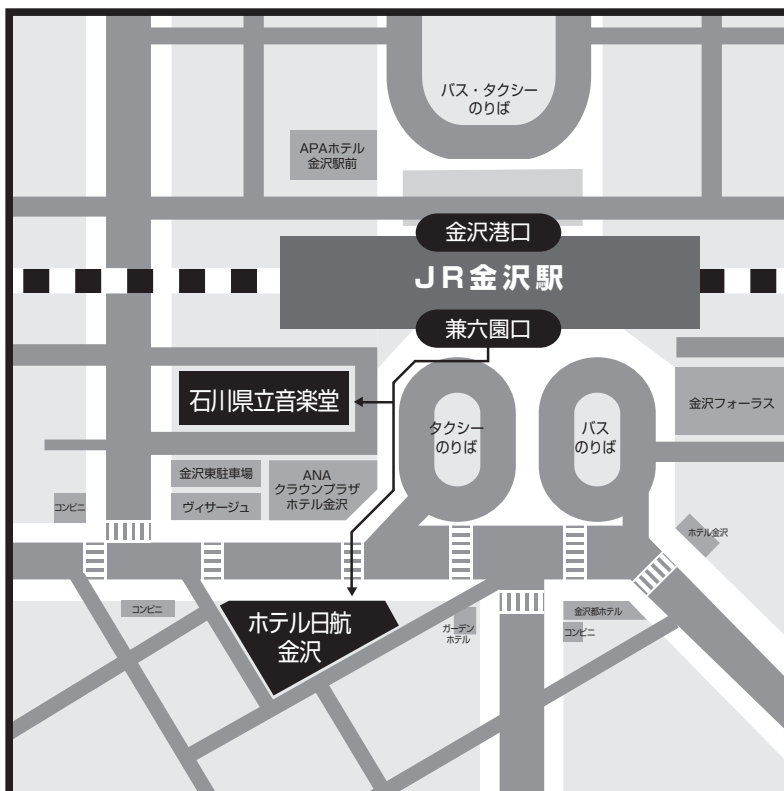 バス・タクシー
のりば
APAホテル
金沢駅前
金沢港口
JR金沢駅
兼六園口
石川県立音楽堂
タクシー
のりば
バス
のりば
金沢フォーラス
金沢東駐車場
ANA
クラウンプラザ
ホテル金沢
ヴィサージュ
コンビニ
ホテル金沢
コンビニ
ホテル日航
金沢
ガーデン
ホテル
金沢都ホテル
コンビニ